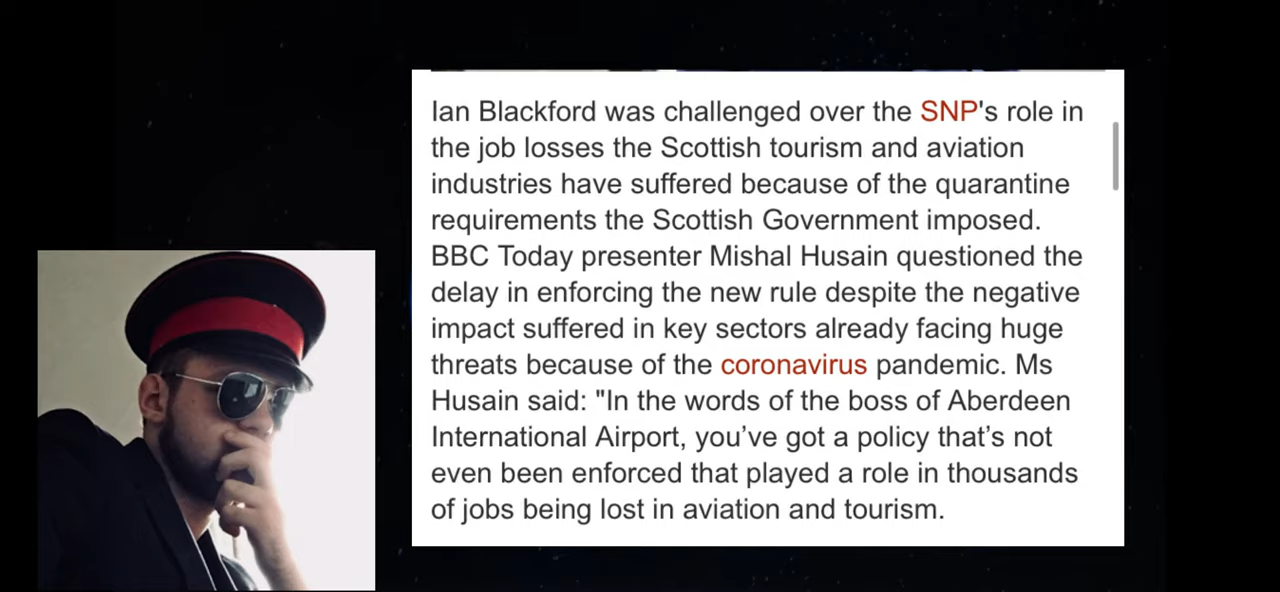 Ian Blackford was challenged over the SNP's role in
the job losses the Scottish tourism and aviation
industries have suffered because of the quarantine
requirements the Scottish Government imposed.
BBC Today presenter Mishal Husain questioned the
delay in enforcing the new rule despite the negative
impact suffered in key sectors already facing huge
threats because of the coronavirus pandemic. Ms
Husain said: "In the words of the boss of Aberdeen
International Airport, you’ve got a policy that’s not
even been enforced that played a role in thousands
of jobs being lost in aviation and tourism.